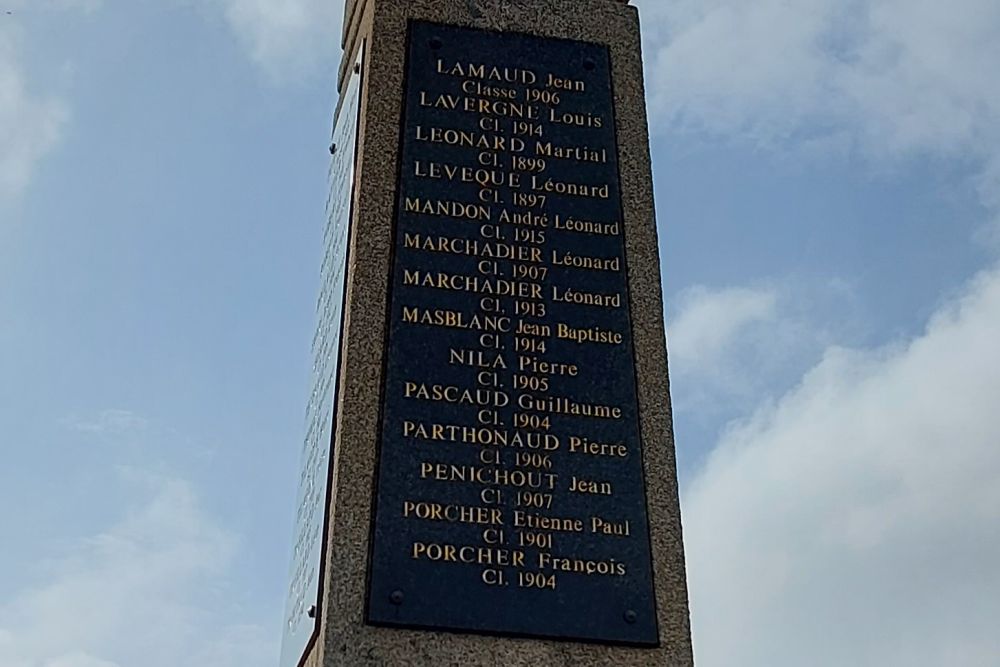 LAMAUD Jean
Classe 1906
LAVERGNE Louis
Cl. 1914
LEONARD Martial
Cl. 1899
LEVEQUE Léonard
Cl. 1897
MANDON André Léonard
Cl. 1915
MARCHADIER Léonard
Cl. 1907
MARCHADIER Léonard
Cl. 1913
MASBLANC Jean Baptiste
Cl. 1914
NILA Pierre
Cl. 1905
PASCAUD Guillaume
Cl. 1904
PARTHONAUD Pierre
Cl. 1906
PENICHOUT Jean
Cl. 1907
PORCHER Etienne Paul
Cl. 1901
PORCHER François
Cl. 1904